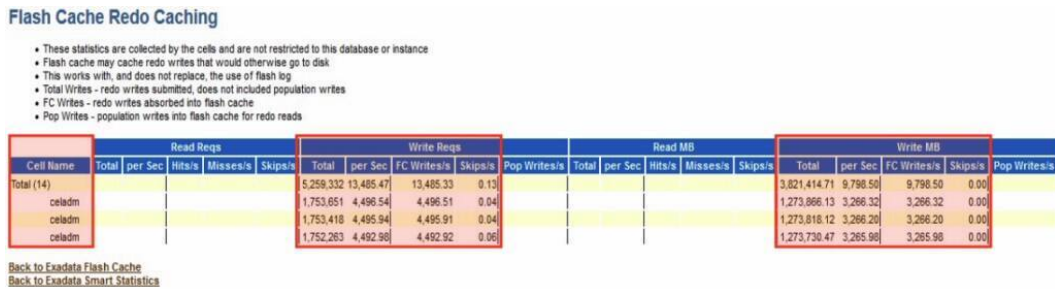 Flash Cache Redo Caching
• These statistics are collected by the cells and are not restricted to this database or instance
• Flash cache may cache redo writes that would otherwise go to disk
• This works with, and does not replace, the use of flash log
• Total Writes - redo writes submitted, does not included population writes
• FC Writes - redo writes absorbed into flash cache
• Pop Writes - population writes into flash cache for redo reads
Read Reqs Write Reqs Read MB Write MB
Cell Name Total per Sec Hits/s Misses/s Skips/s Total per Sec FC Writes/s Skips/s Pop Writes/s Total per Sec Hits/s Misses/s Skips/s Total per Sec FC Writes/s Skips/s Pop Writes/s
Total (14) 5,259,332 13,485.47 13,485.33 0.13 3,821,414.71 9,798.50 9,798.50 0.00
celadm 1,753,651 4,496.54 4,496.51 0.04 1,273,866.13 3,266.32 3,266.32 0.00
celadm 1,753,418 4,495.94 4,495.91 0.04 1,273,818.12 3,266.20 3,266.20 0.00
celadm 1,752,263 4,492.98 4,492.92 0.06 1,273,730.47 3,265.98 3,265.98 0.00
Back to Exadata Flash Cache
Back to Exadata Smart Statistics